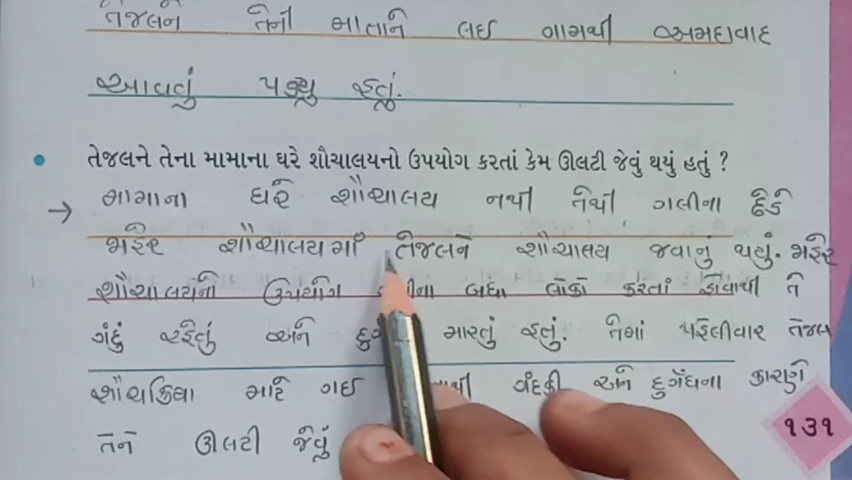 તેજલને તેની માતાને લઈ ગામથી અમદાવાદ
આવવું પડ્યુ હતું.
• તેજલને તેના મામાના ઘરે શૌચાલયનો ઉપયોગ કરતાં કેમ ઊલટી જેવું થયું હતું ?
→ મામાના ઘરે શૌચાલય નથી તેથી ગલીના છેડે
જાહેર શૌચાલયમાઁ તેજલને શૌચાલય જવાનુ થયું. જાહેર
શૌચાલયનો ઉપયોગ બધા લોકો કરતાં હોવાથી તે
ગંદું રહેતું અને મારતું હતું. તેમાં પહેલીવાર તેજલ
શૌચક્રિયા માટે ગઈ ગંદકી અને દુર્ગંધના કારણે
તેને ઊલટી જેવું
૧૩૧